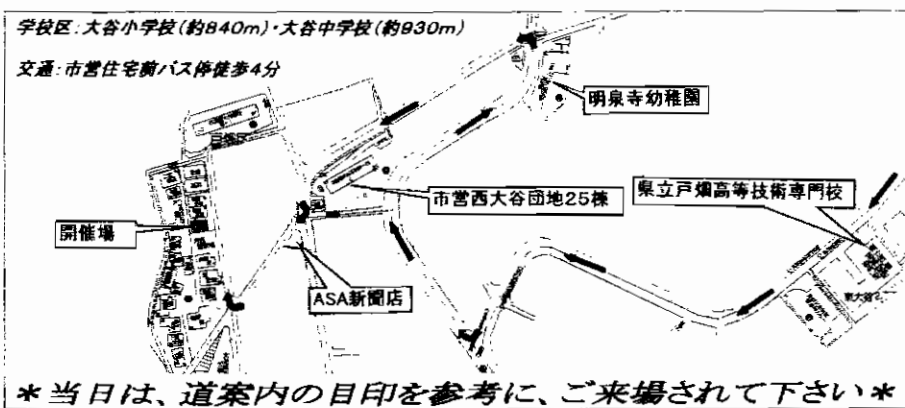 学校区:大谷小学校(約840m)・大谷中学校(約930m)
交通:市営住宅前バス停徒歩4分
明泉寺幼稚園
市営西大谷団地25棟
県立戸畑高等技術専門校
開催場
ASA新聞店
東大谷2
*当日は、道案内の目印を参考に、ご来場されて下さい*